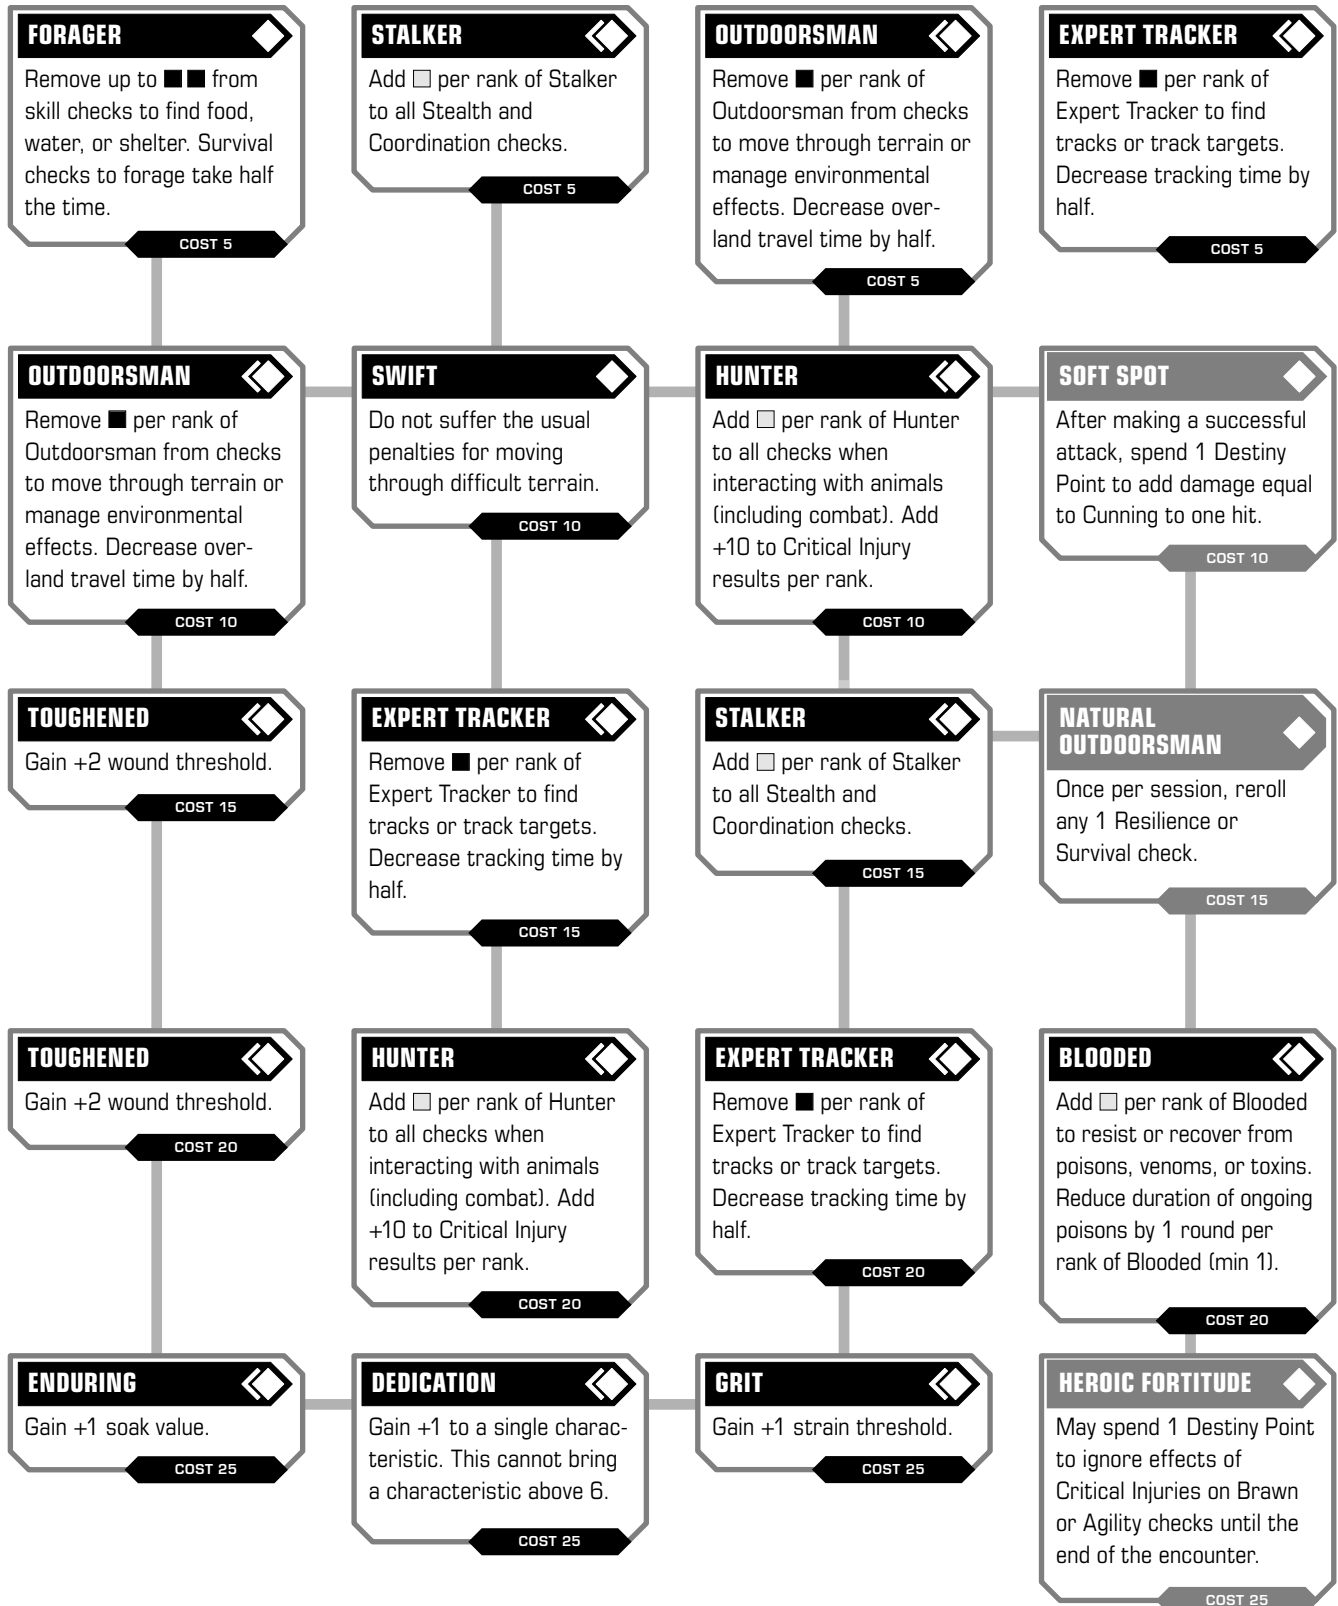 FORAGER
Remove up to ■ ■ from
skill checks to find food,
water, or shelter. Survival
checks to forage take half
the time.
COST 5
STALKER
Add □ per rank of Stalker
to all Stealth and
Coordination checks.
COST 5
OUTDOORSMAN
Remove ■ per rank of
Outdoorsman from checks
to move through terrain or
manage environmental
effects. Decrease over-
land travel time by half.
COST 5
EXPERT TRACKER
Remove ■ per rank of
Expert Tracker to find
tracks or track targets.
Decrease tracking time by
half.
COST 5
OUTDOORSMAN
Remove ■ per rank of
Outdoorsman from checks
to move through terrain or
manage environmental
effects. Decrease over-
land travel time by half.
COST 10
SWIFT
Do not suffer the usual
penalties for moving
through difficult terrain.
COST 10
HUNTER
Add □ per rank of Hunter
to all checks when
interacting with animals
(including combat). Add
+10 to Critical Injury
results per rank.
COST 10
SOFT SPOT
After making a successful
attack, spend 1 Destiny
Point to add damage equal
to Cunning to one hit.
COST 10
TOUGHENED
Gain +2 wound threshold.
COST 15
EXPERT TRACKER
Remove ■ per rank of
Expert Tracker to find
tracks or track targets.
Decrease tracking time by
half.
COST 15
STALKER
Add □ per rank of Stalker
to all Stealth and
Coordination checks.
COST 15
NATURAL
OUTDOORSMAN
Once per session, reroll
any 1 Resilience or
Survival check.
COST 15
TOUGHENED
Gain +2 wound threshold.
COST 20
HUNTER
Add □ per rank of Hunter
to all checks when
interacting with animals
(including combat). Add
+10 to Critical Injury
results per rank.
COST 20
EXPERT TRACKER
Remove ■ per rank of
Expert Tracker to find
tracks or track targets.
Decrease tracking time by
half.
COST 20
BLOODED
Add □ per rank of Blooded
to resist or recover from
poisons, venoms, or toxins.
Reduce duration of ongoing
poisons by 1 round per
rank of Blooded (min 1).
COST 20
ENDURING
Gain +1 soak value.
COST 25
DEDICATION
Gain +1 to a single charac-
teristic. This cannot bring
a characteristic above 6.
COST 25
GRIT
Gain +1 strain threshold.
COST 25
HEROIC FORTITUDE
May spend 1 Destiny Point
to ignore effects of
Critical Injuries on Brawn
or Agility checks until the
end of the encounter.
COST 25